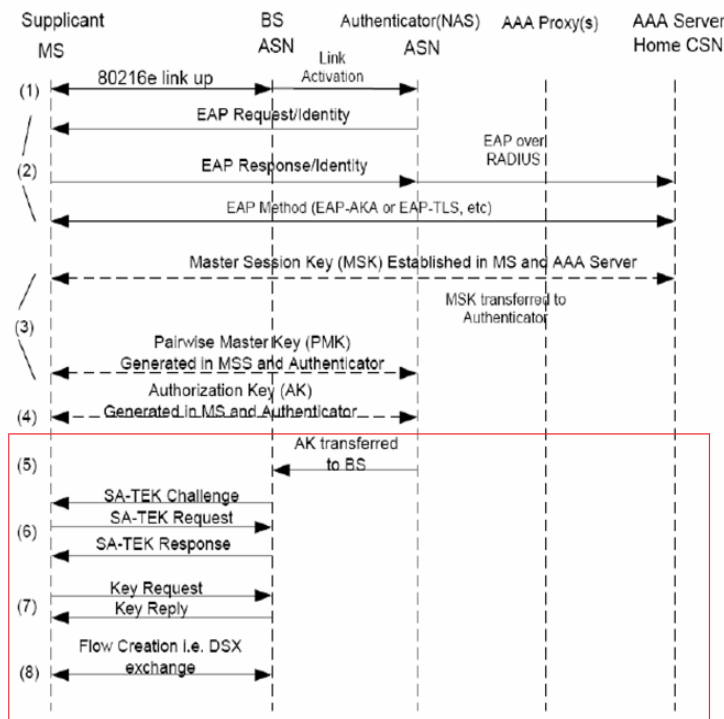 Supplicant
MS
BS
ASN
Authenticator(NAS)
ASN
AAA Proxy(s)
AAA Server
Home CSN
(1)
80216e link up
Link
Activation
EAP Request/Identity
(2)
EAP Response/Identity
EAP over
RADIUS
EAP Method (EAP-AKA or EAP-TLS, etc)
Master Session Key (MSK) Established in MS and AAA Server
(3)
MSK transferred to
Authenticator
Pairwise Master Key (PMK)
Generated in MSS and Authenticator
Authorization Key (AK)
(4)
Generated in MS and Authenticator
(5)
AK transferred
to BS
SA-TEK Challenge
(6)
SA-TEK Request
SA-TEK Response
(7)
Key Request
Key Reply
(8)
Flow Creation i.e. DSX
exchange